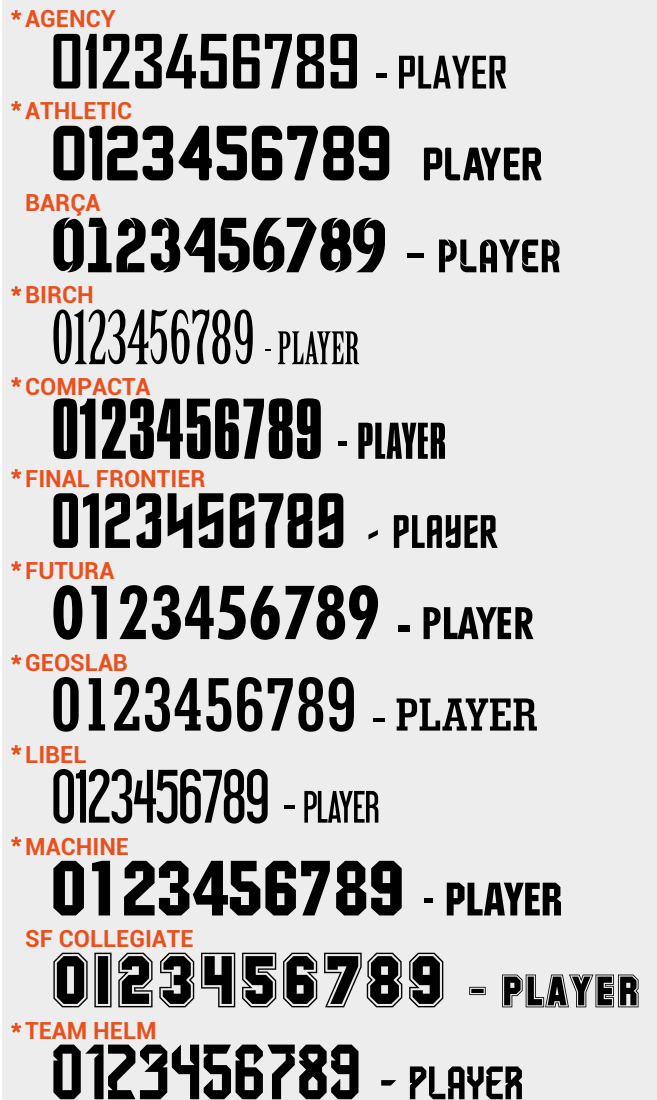 *AGENCY
0123456789 - PLAYER
*ATHLETIC
0123456789 PLAYER
BARÇA
0123456789 - PLAYER
*BIRCH
0123456789 - PLAYER
*COMPACTA
0123456789 - PLAYER
*FINAL FRONTIER
0123456789 - PLAYER
*FUTURA
0123456789 - PLAYER
*GEOSLAB
0123456789 - PLAYER
*LIBEL
0123456789 - PLAYER
*MACHINE
0123456789 - PLAYER
SF COLLEGIATE
0123456789 - PLAYER
*TEAM HELM
0123456789 - PLAYER